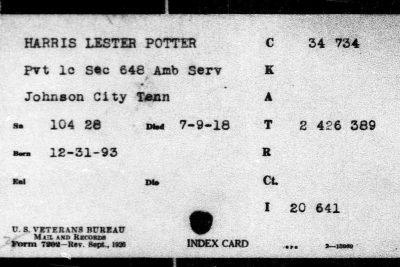 HARRIS LESTER POTTER C 34 734
Pvt 1c Sec 648 Amb Serv K
Johnson City Tenn A
Sn 104 28 Died 7-9-18 T 2 426 389
Born 12-31-93 R
Enl Dis Ct.
I 20 641
U. S. VETERANS BUREAU
MAIL AND RECORDS
Form 7202—Rev. Sept., 1926 INDEX CARD